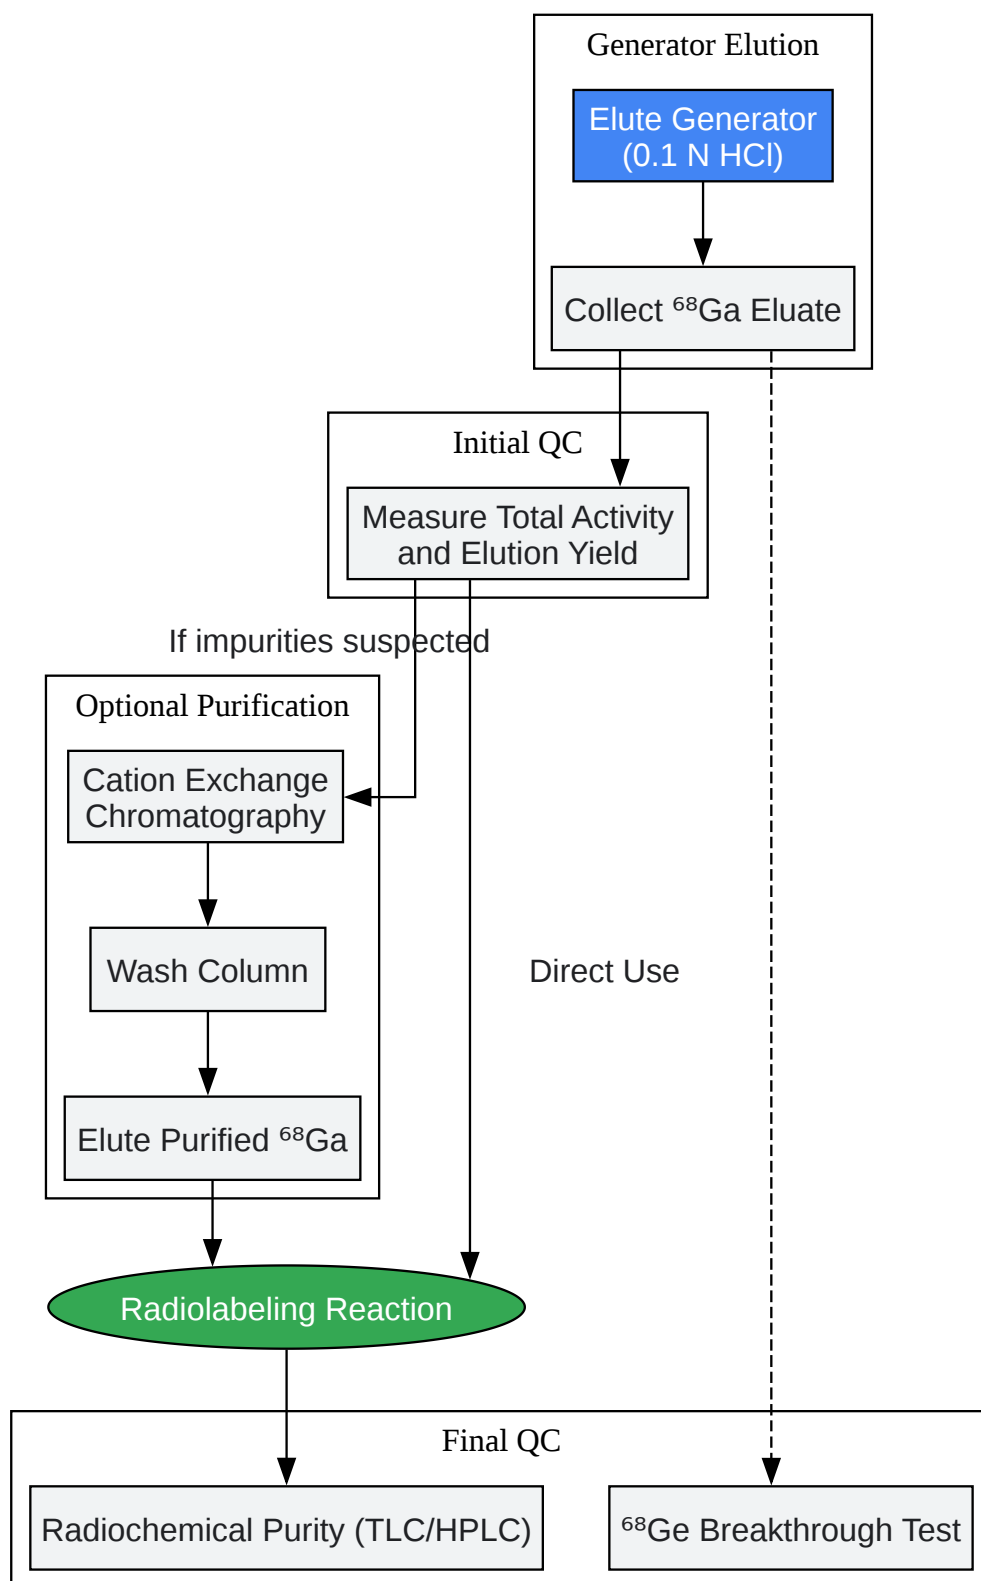 Generator Elution
Elute Generator
(0.1 N HCl)
Collect ⁶⁸Ga Eluate
Initial QC
Measure Total Activity
and Elution Yield
If impurities suspected
Optional Purification
Cation Exchange
Chromatography
Wash Column
Direct Use
Elute Purified ⁶⁸Ga
Radiolabeling Reaction
Final QC
Radiochemical Purity (TLC/HPLC)
⁶⁸Ge Breakthrough Test